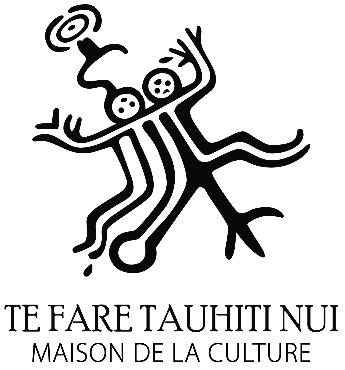 TE FARE TAUHITI NUI
MAISON DE LA CULTURE